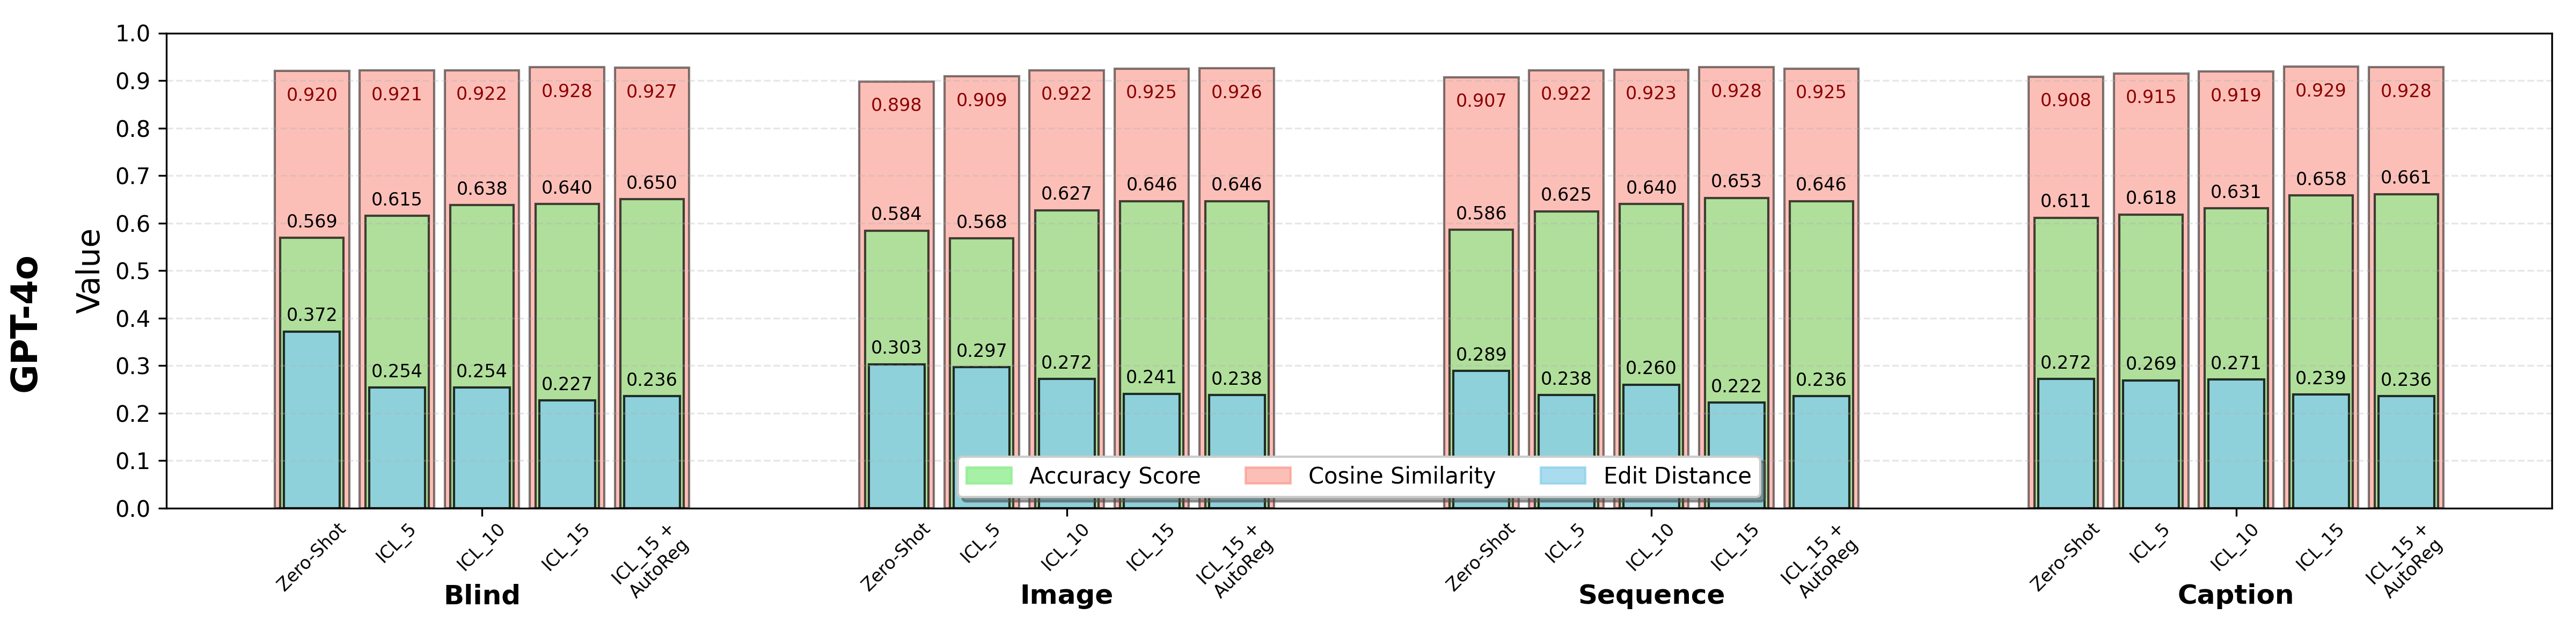 GPT-4o
Value
1.0
0.9
0.8
0.7
0.6
0.5
0.4
0.3
0.2
0.1
0.0
0.920 0.921 0.922 0.928 0.927
0.569 0.615 0.638 0.640 0.650
0.372 0.254 0.254 0.227 0.236
0.898 0.909 0.922 0.925 0.926
0.584 0.568 0.627 0.646 0.646
0.303 0.297 0.272 0.241 0.238
0.907 0.922 0.923 0.928 0.925
0.586 0.625 0.640 0.653 0.646
0.289 0.238 0.260 0.222 0.236
0.908 0.915 0.919 0.929 0.928
0.611 0.618 0.631 0.658 0.661
0.272 0.269 0.271 0.239 0.236
Accuracy Score Cosine Similarity Edit Distance
Zero-Shot
ICL_5
ICL_10
ICL_15
ICL_15 +
AutoReg
Blind
Zero-Shot
ICL_5
ICL_10
ICL_15
ICL_15 +
AutoReg
Image
Zero-Shot
ICL_5
ICL_10
ICL_15
ICL_15 +
AutoReg
Sequence
Zero-Shot
ICL_5
ICL_10
ICL_15
ICL_15 +
AutoReg
Caption